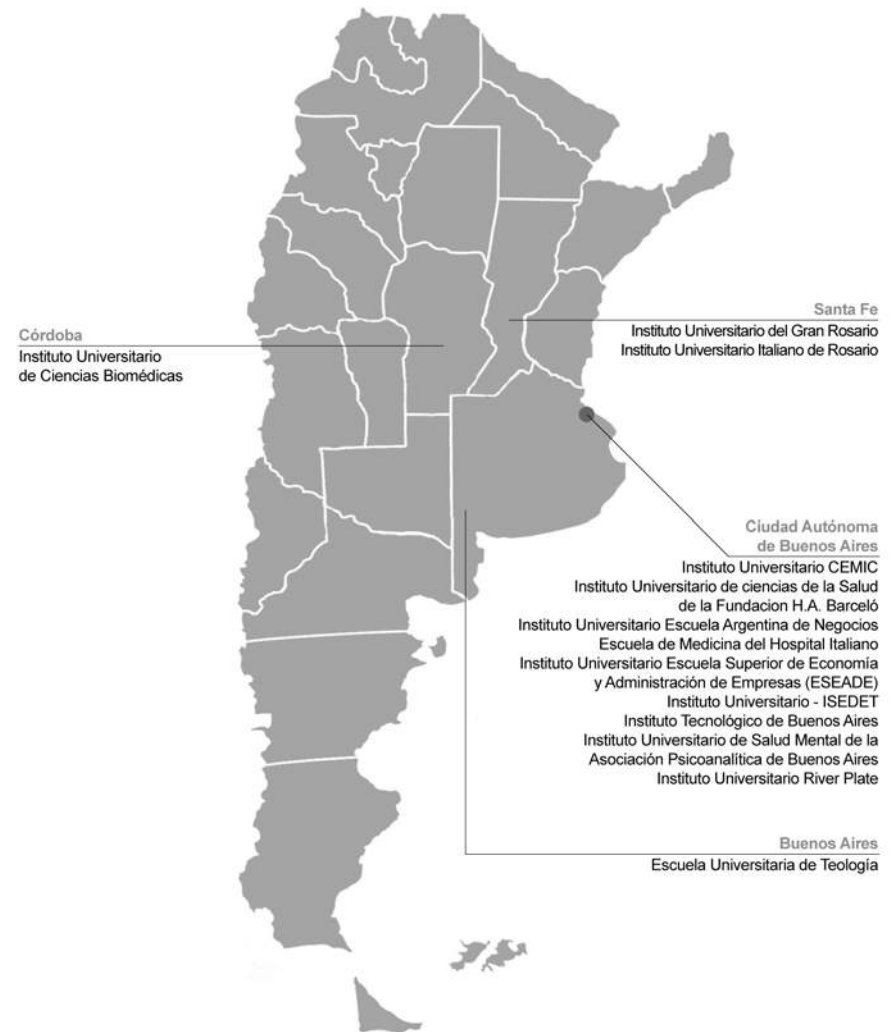 Córdoba
Instituto Universitario
de Ciencias Biomédicas
Santa Fe
Instituto Universitario del Gran Rosario
Instituto Universitario Italiano de Rosario
Ciudad Autónoma
de Buenos Aires
Instituto Universitario CEMIC
Instituto Universitario de ciencias de la Salud
de la Fundacion H.A. Barceló
Instituto Universitario Escuela Argentina de Negocios
Escuela de Medicina del Hospital Italiano
Instituto Universitario Escuela Superior de Economía
y Administración de Empresas (ESEADE)
Instituto Universitario - ISEDET
Instituto Tecnológico de Buenos Aires
Instituto Universitario de Salud Mental de la
Asociación Psicoanalítica de Buenos Aires
Instituto Universitario River Plate
Buenos Aires
Escuela Universitaria de Teología